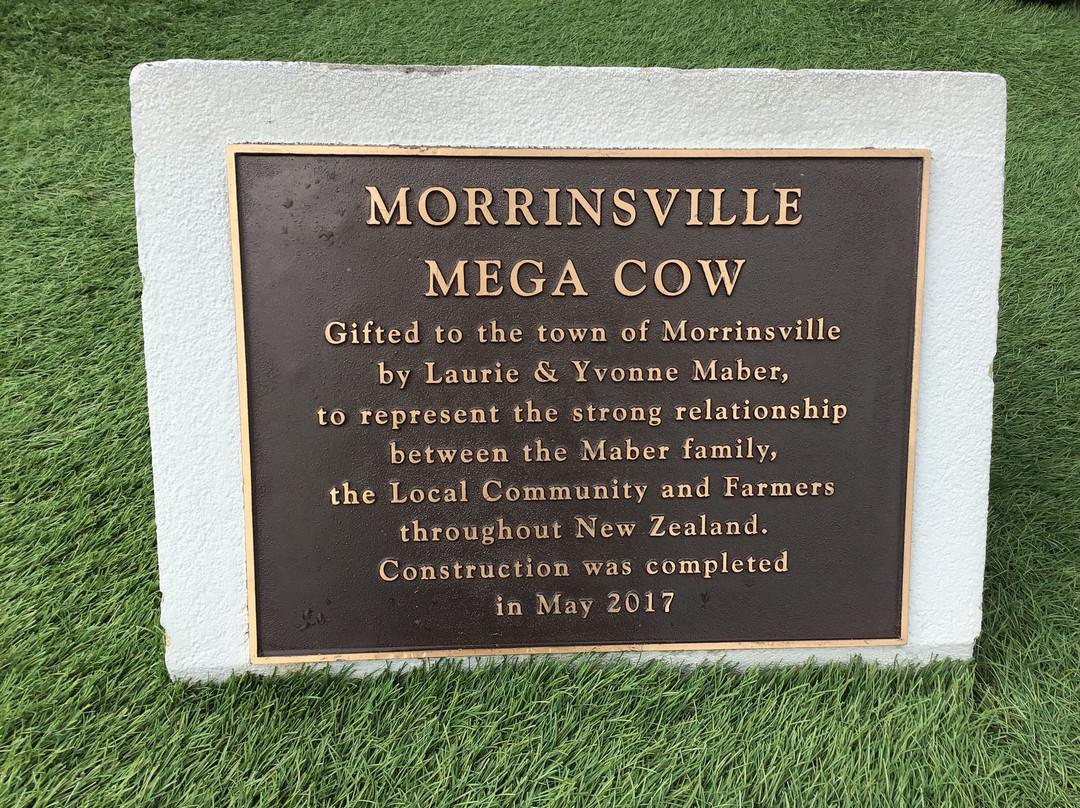 MORRINSVILLE
MEGA COW
Gifted to the town of Morrinsville
by Laurie & Yvonne Maber,
to represent the strong relationship
between the Maber family,
the Local Community and Farmers
throughout New Zealand.
Construction was completed
in May 2017